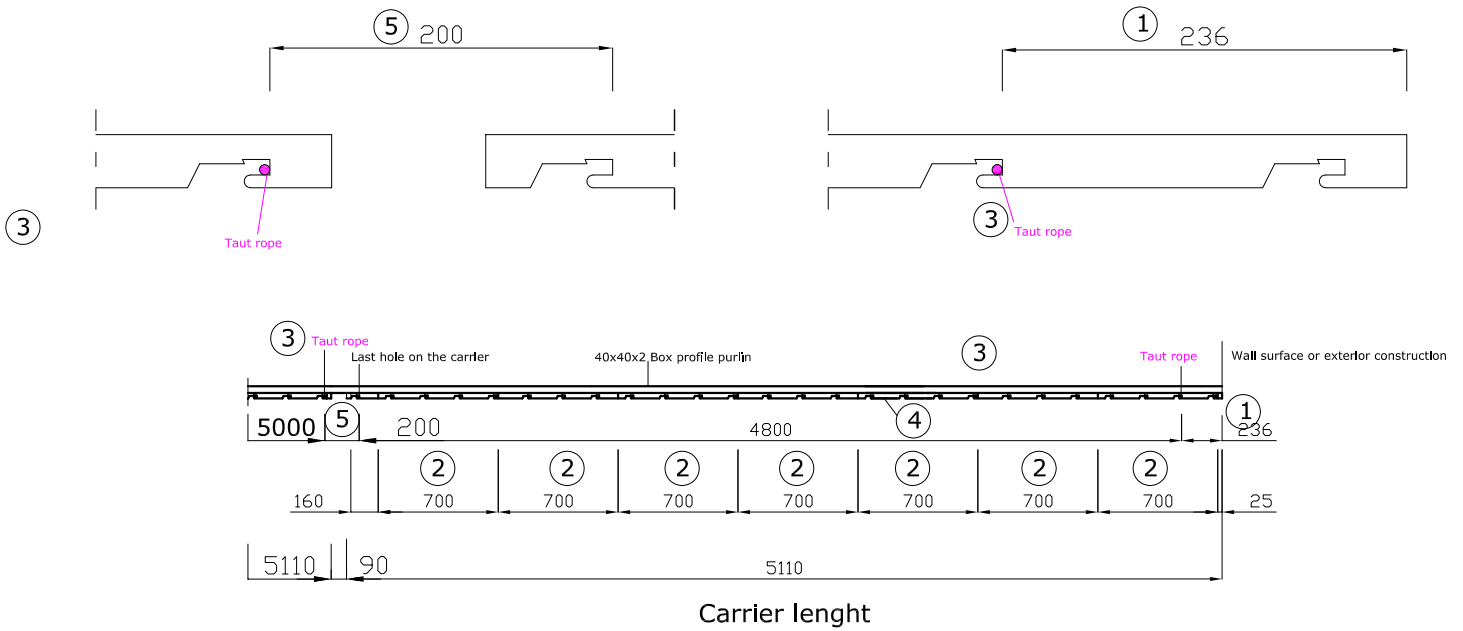 5 200 1 236
Taut rope
3
3 Taut rope
3 Taut rope
Last hole on the carrier
40x40x2 Box profile purlin
3
Taut rope
Wall surface or exterior construction
4
1
5000 5 200 4800 236
2 2 2 2 2 2 2
160 700 700 700 700 700 700 700 25
5110 90 5110
Carrier lenght